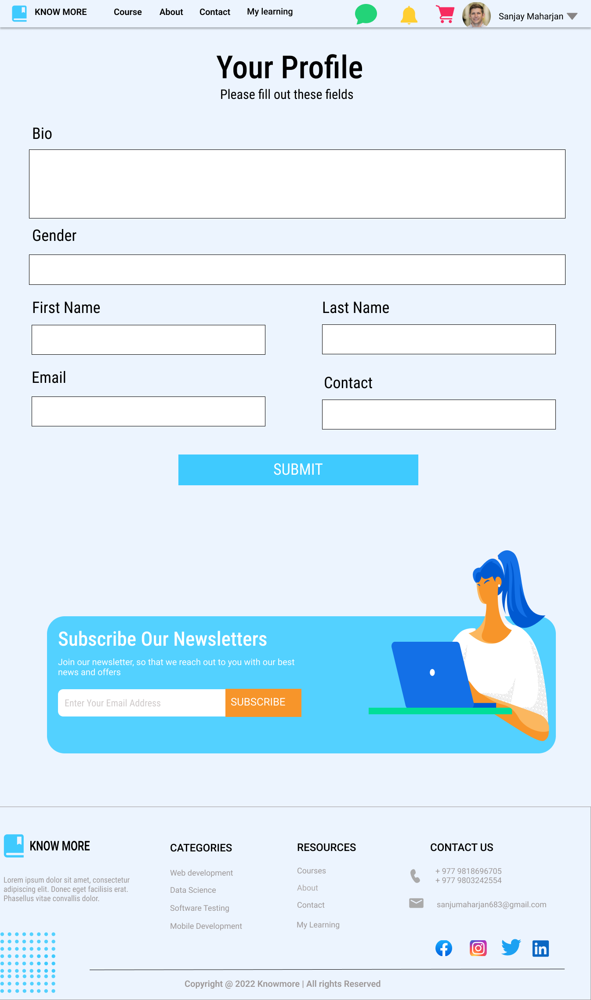 KNOW MORE
Course
About
Contact
My learning
Sanjay Maharjan
Your Profile
Please fill out these fields
Bio
Gender
First Name
Last Name
Email
Contact
SUBMIT
Subscribe Our Newsletters
Join our newsletter, so that we reach out to you with our best
news and offers
Enter Your Email Address
SUBSCRIBE
KNOW MORE
Lorem ipsum dolor sit amet, consectetur
adipiscing elit. Donec eget facilisis erat.
Phasellus vitae convallis dolor.
CATEGORIES
Web development
Data Science
Software Testing
Mobile Development
RESOURCES
Courses
About
Contact
My Learning
CONTACT US
+ 977 9818696705
+ 977 9803242554
sanjumaharjan683@gmail.com
in
Copyright @ 2022 Knowmore | All rights Reserved